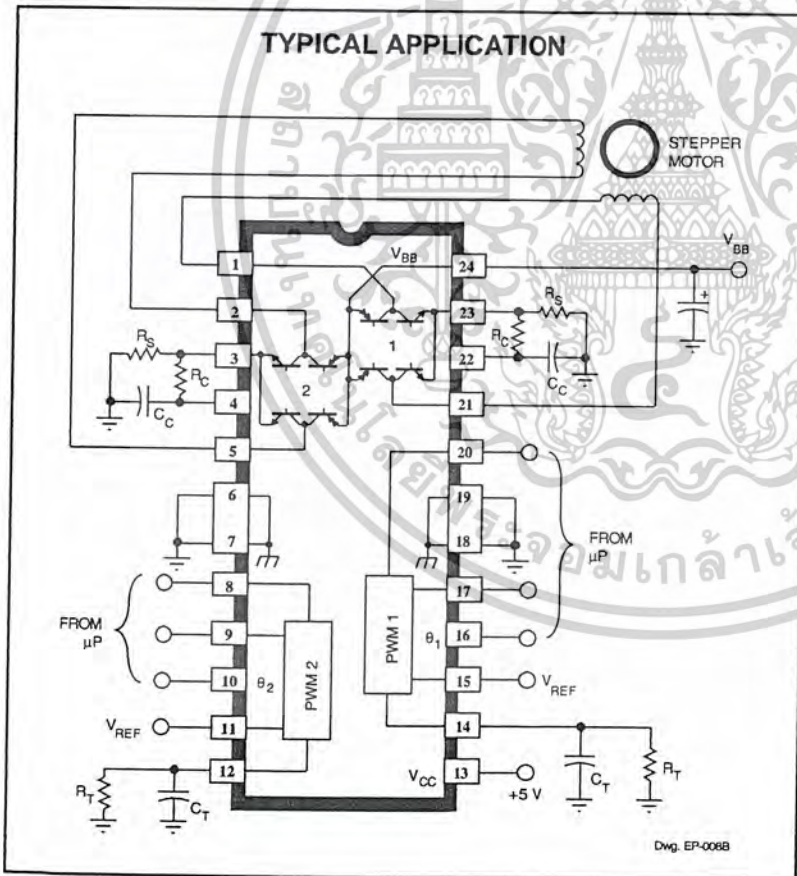 TYPICAL APPLICATION
STEPPER
MOTOR
V_BB
V_BB
1 24
2 23
R_S
R_C
C_C
1
3 22
R_S
R_C
C_C
2
4 21
5 20
6 19
7 18
FROM
μP
8 17
9 16
10 15
FROM
μP
PWM 2
θ_2
PWM 1
θ_1
V_REF
V_REF
11 14
12 13
R_T
C_T
V_CC
+5 V
C_T
R_T
Dwg. EP-008B